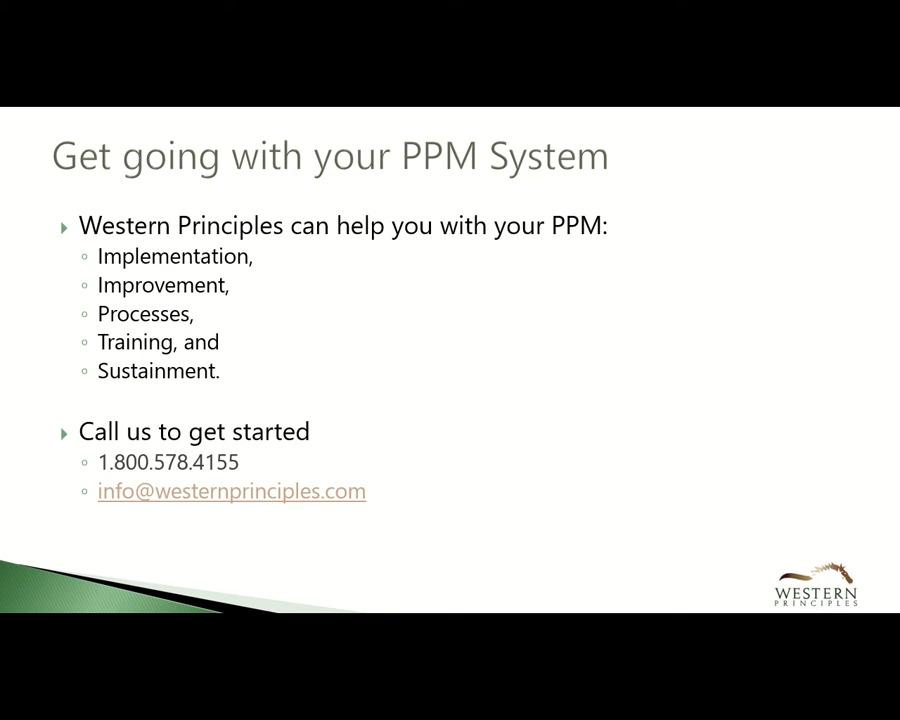 Get going with your PPM System
Western Principles can help you with your PPM:
Implementation,
Improvement,
Processes,
Training, and
Sustainment.
Call us to get started
1.800.578.4155
info@westernprinciples.com
WESTERN
PRINCIPLES